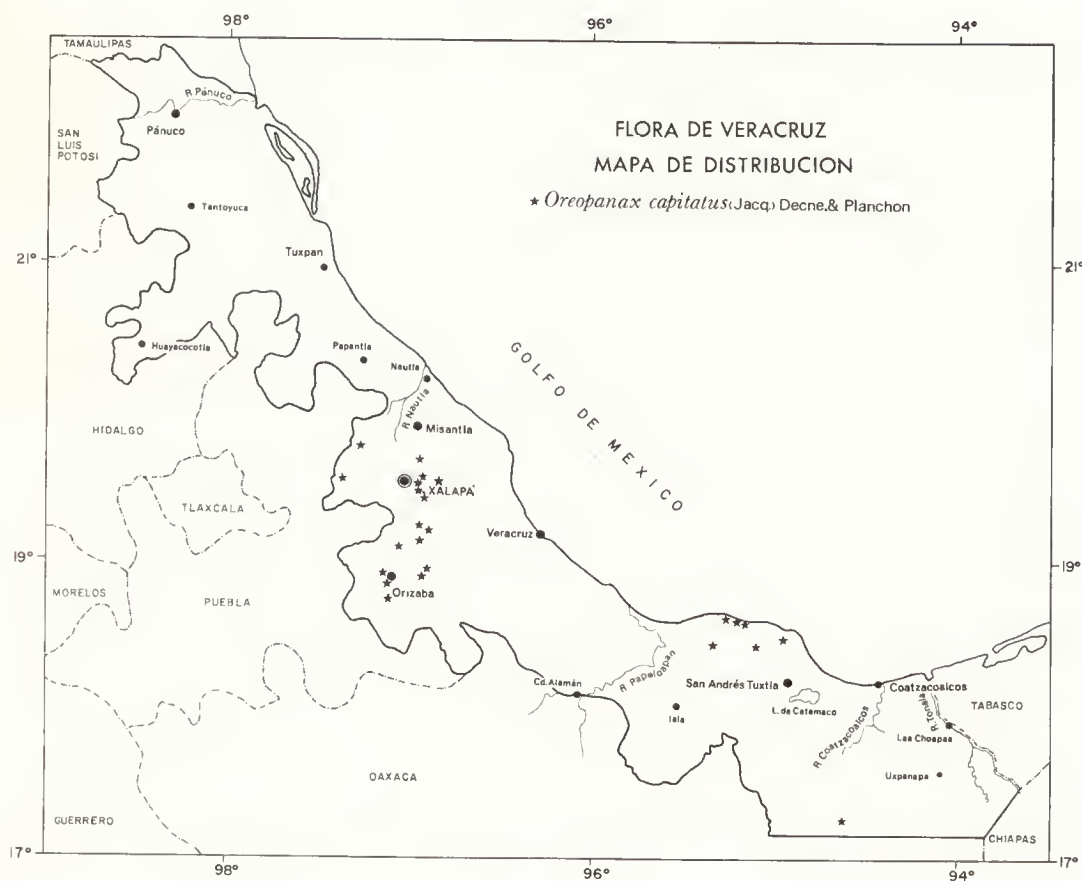 98°
96°
94°
TAMAULIPAS
R Pánuco
Pánuco
SAN
LUIS
POTOSI
Tantoyuca
FLORA DE VERACRUZ
MAPA DE DISTRIBUCION
★ Oreopanax capitatus (Jacq.) Decne. & Planchon
21°
21°
Tuxpan
Huayacocotla
Papantla
Nautla
R Nautla
GOLFO DE MEXICO
Misantla
HIDALGO
XALAPA
TLAXCALA
Veracruz
19°
19°
MORELOS
PUEBLA
Orizaba
R Papaloapan
Cd. Alemán
San Andrés Tuxtla
Coatzacoalcos
L. de Catemaco
R. Tonalá
TABASCO
Isla
R Coatzacoalcos
Las Choapas
OAXACA
Uxpanapa
GUERRERO
CHIAPAS
17°
17°
98°
96°
94°